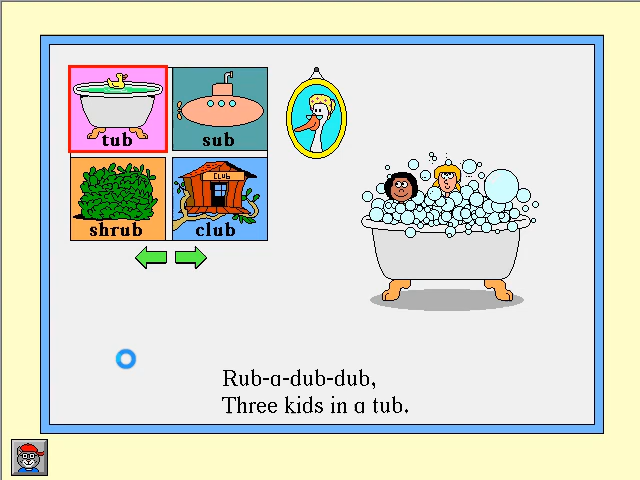 tub
sub
CLUB
shrub
club
Rub-a-dub-dub,
Three kids in a tub.